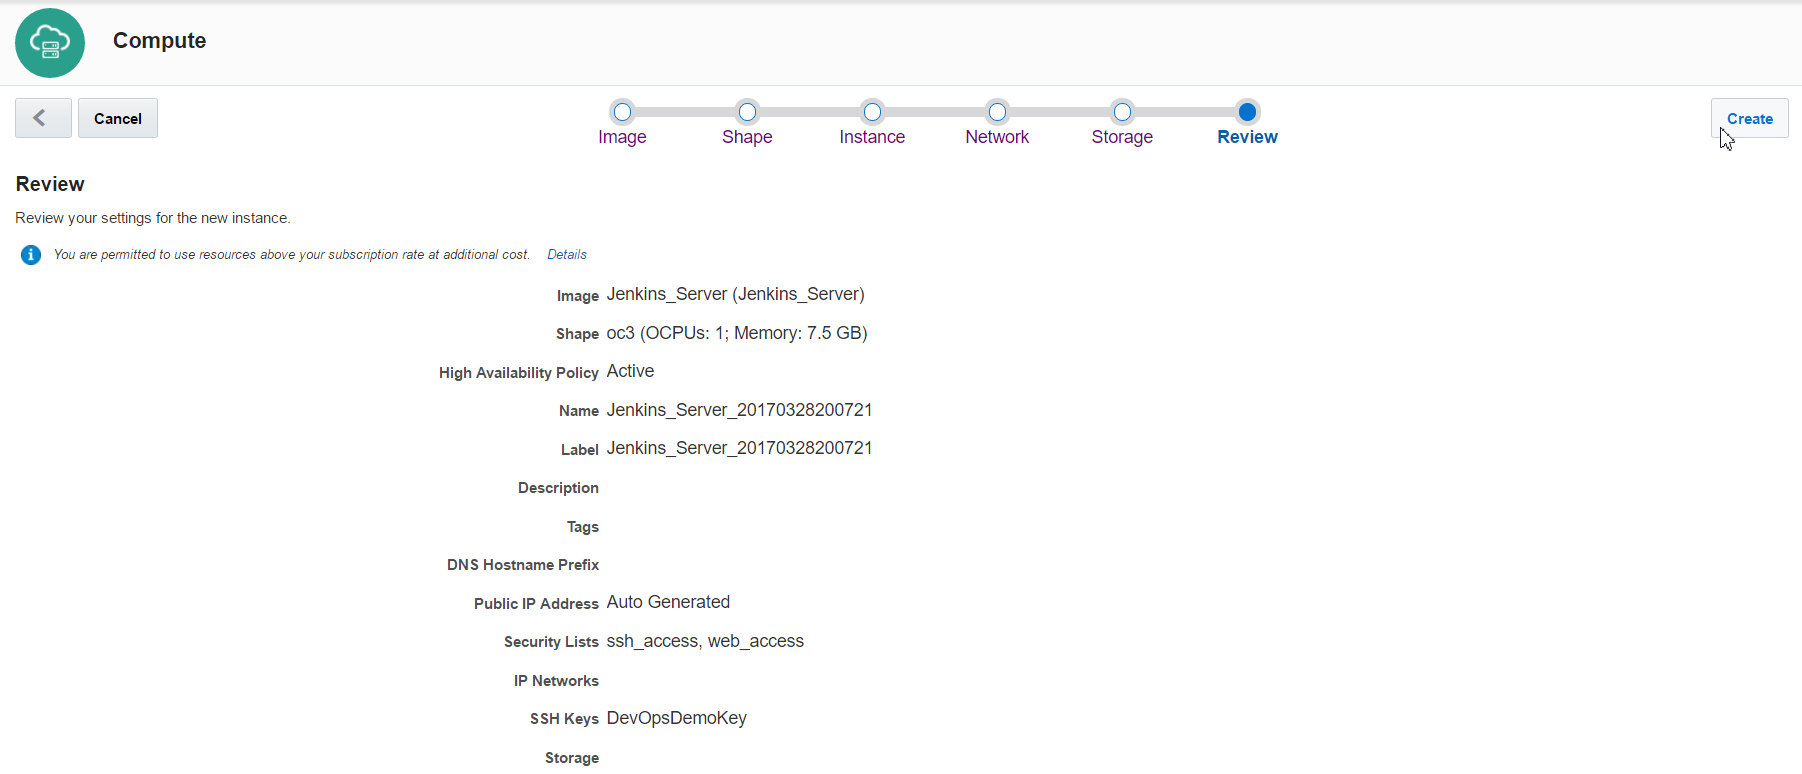 Compute
Cancel
Image Shape Instance Network Storage Review
Create
Review
Review your settings for the new instance.
You are permitted to use resources above your subscription rate at additional cost. Details
Image Jenkins_Server (Jenkins_Server)
Shape oc3 (OCPUs: 1; Memory: 7.5 GB)
High Availability Policy Active
Name Jenkins_Server_20170328200721
Label Jenkins_Server_20170328200721
Description
Tags
DNS Hostname Prefix
Public IP Address Auto Generated
Security Lists ssh_access, web_access
IP Networks
SSH Keys DevOpsDemoKey
Storage